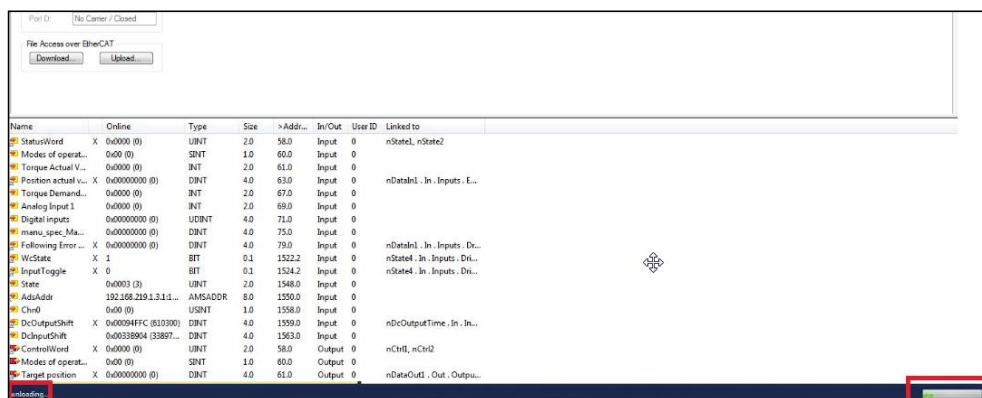 Port D: No Carrier / Closed
File Access over EtherCAT
Download... Upload...
Name Online Type Size >Addr... In/Out User ID Linked to
StatusWord X 0x0000 (0) UINT 2.0 58.0 Input 0 nState1, nState2
Modes of operat... 0x00 (0) SINT 1.0 60.0 Input 0
Torque Actual V... 0x0000 (0) INT 2.0 61.0 Input 0
Position actual v... X 0x00000000 (0) DINT 4.0 63.0 Input 0 nDataIn1 . In . Inputs . E...
Torque Demand... 0x0000 (0) INT 2.0 67.0 Input 0
Analog Input 1 0x0000 (0) INT 2.0 69.0 Input 0
Digital inputs 0x00000000 (0) UDINT 4.0 71.0 Input 0
manu_spec_Ma... 0x00000000 (0) DINT 4.0 75.0 Input 0
Following Error ... X 0x00000000 (0) DINT 4.0 79.0 Input 0 nDataIn1 . In . Inputs . Dr...
WcState X 1 BIT 0.1 1522.2 Input 0 nState4 . In . Inputs . Dri...
InputToggle X 0 BIT 0.1 1524.2 Input 0 nState4 . In . Inputs . Dri...
State 0x0003 (3) UINT 2.0 1548.0 Input 0
AdsAddr 192.168.219.1.3.1:1... AMSADDR 8.0 1550.0 Input 0
Chn0 0x00 (0) USINT 1.0 1558.0 Input 0
DcOutputShift X 0x00094FFC (610300) DINT 4.0 1559.0 Input 0 nDcOutputTime . In . In...
DcInputShift 0x00338904 (33897... DINT 4.0 1563.0 Input 0
ControlWord X 0x0000 (0) UINT 2.0 58.0 Output 0 nCtrl1, nCtrl2
Modes of operat... 0x00 (0) SINT 1.0 60.0 Output 0
Target position X 0x00000000 (0) DINT 4.0 61.0 Output 0 nDataOut1 . Out . Outpu...
wnloading...